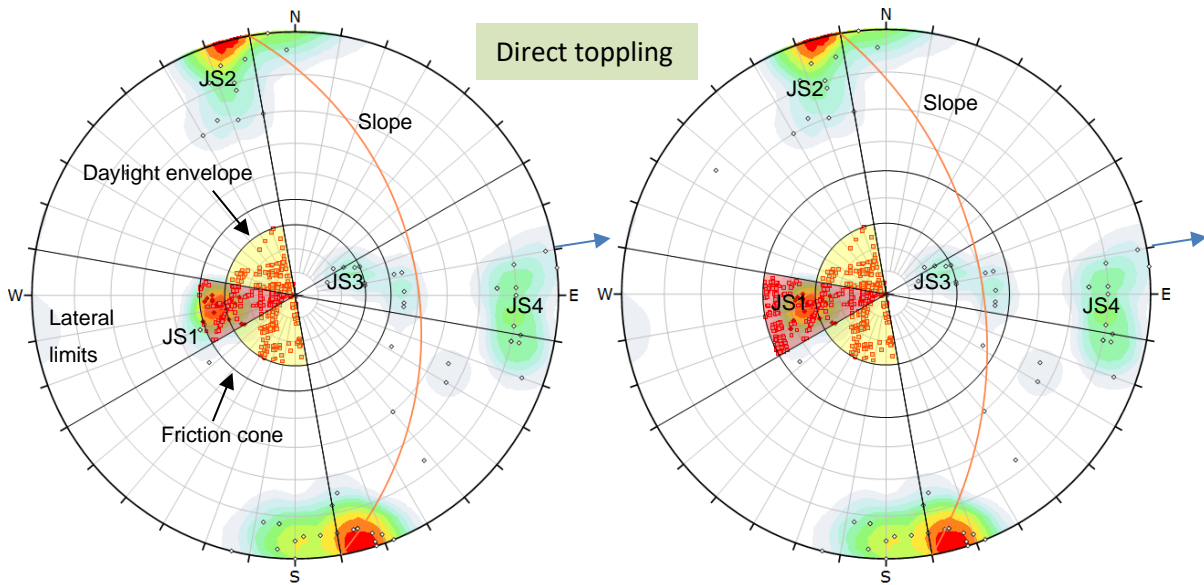 Direct toppling
N
JS2
Slope
Daylight envelope
JS3
W
E
JS4
Lateral
limits
JS1
Friction cone
S
N
JS2
Slope
JS3
W
JS1
E
JS4
S